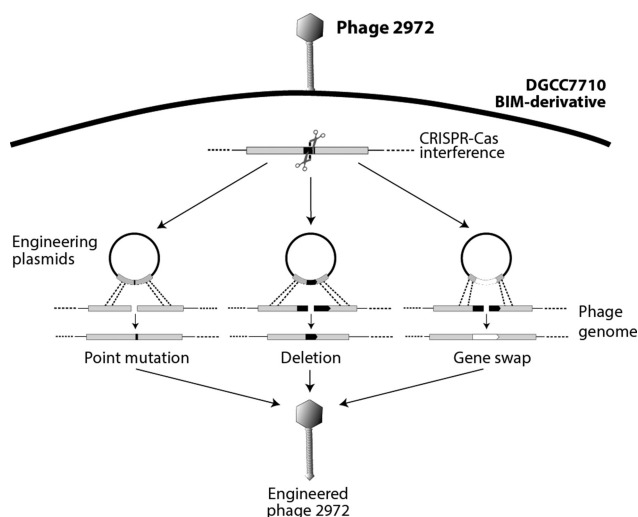 Phage 2972
DGCC7710
BIM-derivative
CRISPR-Cas
interference
Engineering
plasmids
Phage
genome
Point mutation
Deletion
Gene swap
Engineered
phage 2972